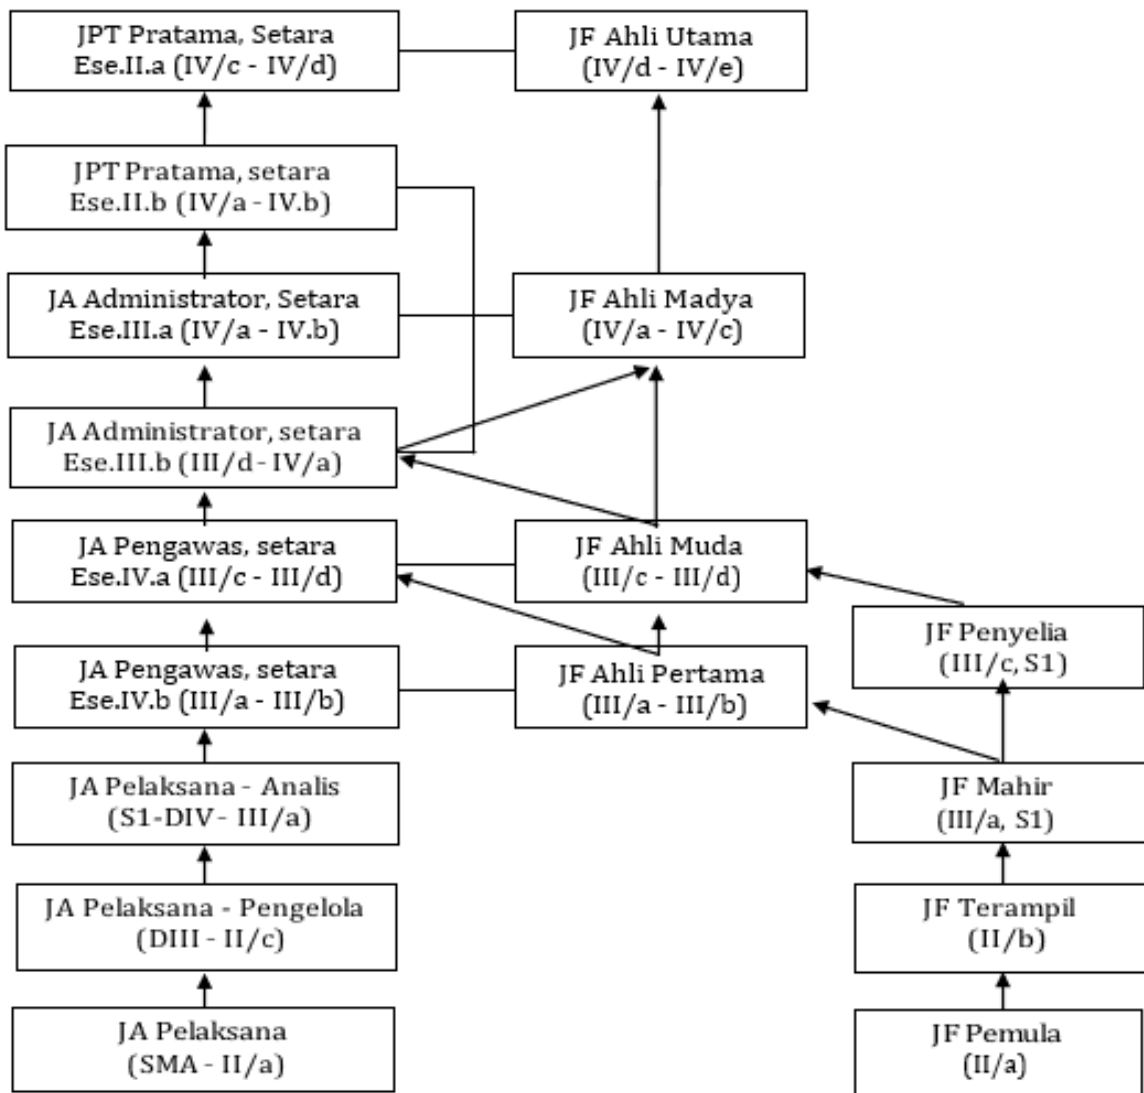 JPT Pratama, Setara
Ese.II.a (IV/c - IV/d)
JF Ahli Utama
(IV/d - IV/e)
JPT Pratama, setara
Ese.II.b (IV/a - IV.b)
JA Administrator, Setara
Ese.III.a (IV/a - IV.b)
JF Ahli Madya
(IV/a - IV/c)
JA Administrator, setara
Ese.III.b (III/d - IV/a)
JA Pengawas, setara
Ese.IV.a (III/c - III/d)
JF Ahli Muda
(III/c - III/d)
JF Penyelia
(III/c, S1)
JA Pengawas, setara
Ese.IV.b (III/a - III/b)
JF Ahli Pertama
(III/a - III/b)
JA Pelaksana - Analis
(S1-DIV - III/a)
JF Mahir
(III/a, S1)
JA Pelaksana - Pengelola
(DIII - II/c)
JF Terampil
(II/b)
JA Pelaksana
(SMA - II/a)
JF Pemula
(II/a)